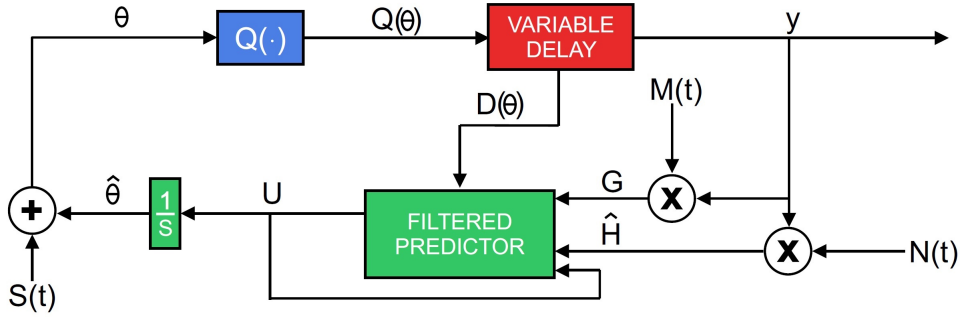 θ
Q(·)
Q(θ)
VARIABLE
DELAY
y
D(θ)
M(t)
θ̂
1
S
U
FILTERED
PREDICTOR
G
X
Ĥ
X
N(t)
+
S(t)